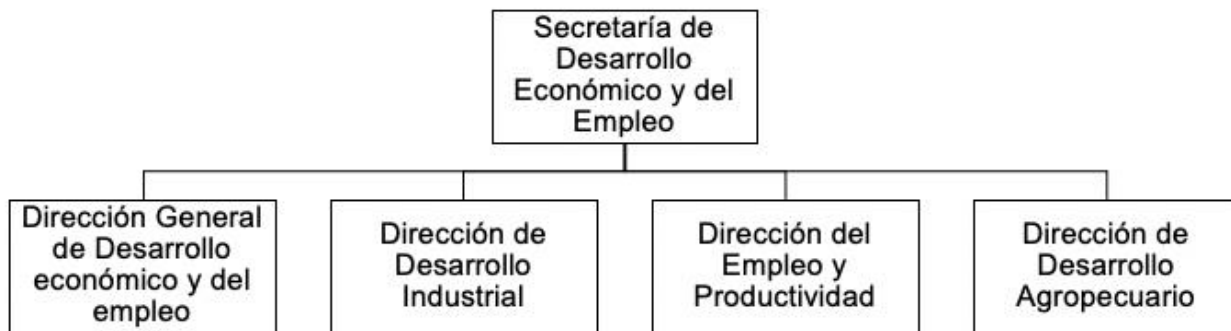 Secretaría de
Desarrollo
Económico y del
Empleo
Dirección General
de Desarrollo
económico y del
empleo
Dirección de
Desarrollo
Industrial
Dirección del
Empleo y
Productividad
Dirección de
Desarrollo
Agropecuario